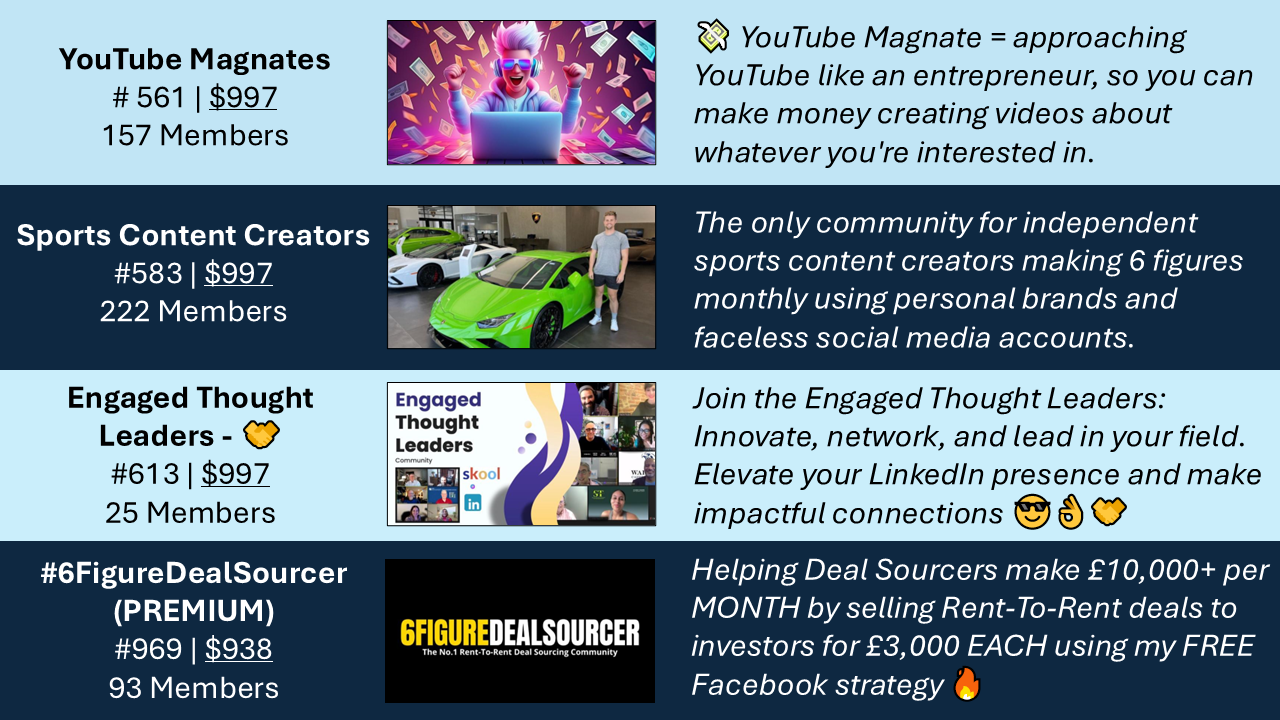 YouTube Magnates
# 561 | $997
157 Members
💸 YouTube Magnate = approaching
YouTube like an entrepreneur, so you can
make money creating videos about
whatever you're interested in.
Sports Content Creators
#583 | $997
222 Members
The only community for independent
sports content creators making 6 figures
monthly using personal brands and
faceless social media accounts.
Engaged Thought
Leaders - 🤝
#613 | $997
25 Members
Engaged
Thought
Leaders
Community
skool
in
Join the Engaged Thought Leaders:
Innovate, network, and lead in your field.
Elevate your LinkedIn presence and make
impactful connections 😎👌🤝
#6FigureDealSourcer
(PREMIUM)
#969 | $938
93 Members
6FIGUREDEALSOURCER
The No.1 Rent-To-Rent Deal Sourcing Community
Helping Deal Sourcers make £10,000+ per
MONTH by selling Rent-To-Rent deals to
investors for £3,000 EACH using my FREE
Facebook strategy 🔥